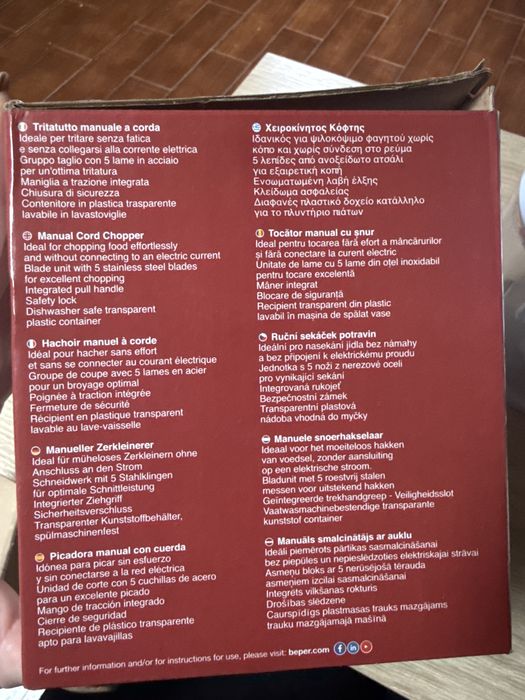 Tritatutto manuale a corda
Ideale per tritare senza fatica
e senza collegarsi alla corrente elettrica
Gruppo taglio con 5 lame in acciaio
per un'ottima tritatura
Maniglia a trazione integrata
Chiusura di sicurezza
Contenitore in plastica trasparente
lavabile in lavastoviglie
Manual Cord Chopper
Ideal for chopping food effortlessly
and without connecting to an electric current
Blade unit with 5 stainless steel blades
for excellent chopping
Integrated pull handle
Safety lock
Dishwasher safe transparent
plastic container
Hachoir manuel à corde
Idéal pour hacher sans effort
et sans se connecter au courant électrique
Groupe de coupe avec 5 lames en acier
pour un broyage optimal
Poignée à traction intégrée
Fermeture de sécurité
Récipient en plastique transparent
lavable au lave-vaisselle
Manueller Zerkleinerer
Ideal für müheloses Zerkleinern ohne
Anschluss an den Strom
Schneidwerk mit 5 Stahlklingen
für optimale Schnittleistung
Integrierter Ziehgriff
Sicherheitsverschluss
Transparenter Kunststoffbehälter,
spülmaschinenfest
Picadora manual con cuerda
Idónea para picar sin esfuerzo
y sin conectarse a la red eléctrica
Unidad de corte con 5 cuchillas de acero
para un excelente picado
Mango de tracción integrado
Cierre de seguridad
Recipiente de plástico transparente
apto para lavavajillas
Χειροκίνητος Κόφτης
Ιδανικός για ψιλοκόψιμο φαγητού χωρίς
κόπο και χωρίς σύνδεση στο ρεύμα
5 λεπίδες από ανοξείδωτο ατσάλι
για εξαιρετική κοπή
Ενσωματωμένη λαβή έλξης
Κλείδωμα ασφαλείας
Διαφανές πλαστικό δοχείο κατάλληλο
για το πλυντήριο πιάτων
Tocător manual cu șnur
Ideal pentru tocarea fără efort a mâncărurilor
și fără conectare la curent electric
Unitate de lame cu 5 lame din oțel inoxidabil
pentru tocare excelentă
Mâner integrat
Blocare de siguranță
Recipient transparent din plastic
lavabil în mașina de spălat vase
Ruční sekáček potravin
Ideální pro nasekání jídla bez námahy
a bez připojení k elektrickému proudu
Jednotka s 5 noži z nerezové oceli
pro vynikající sekání
Integrovaná rukojeť
Bezpečnostní zámek
Transparentní plastová
nádoba vhodná do myčky
Manuele snoerhakselaar
Ideaal voor het moeiteloos hakken
van voedsel, zonder aansluiting
op een elektrische stroom.
Bladunit met 5 roestvrij stalen
messen voor uitstekend hakken
Geïntegreerde trekhandgreep - Veiligheidsslot
Vaatwasmachinebestendige transparante
kunststof container
Manuāls smalcinātājs ar auklu
Ideāli piemērots pārtikas sasmalcināšanai
bez piepūles un nepieslēdzoties elektriskajai strāvai
Asmeņu bloks ar 5 nerūsējošā tērauda
asmeņiem izcilai sasmalcināšanai
Integrēts vilkšanas rokturis
Drošības slēdzene
Caurspīdīgs plastmasas trauks mazgājams
trauku mazgājamajā mašīnā
For further information and/or for instructions for use, please visit: beper.com